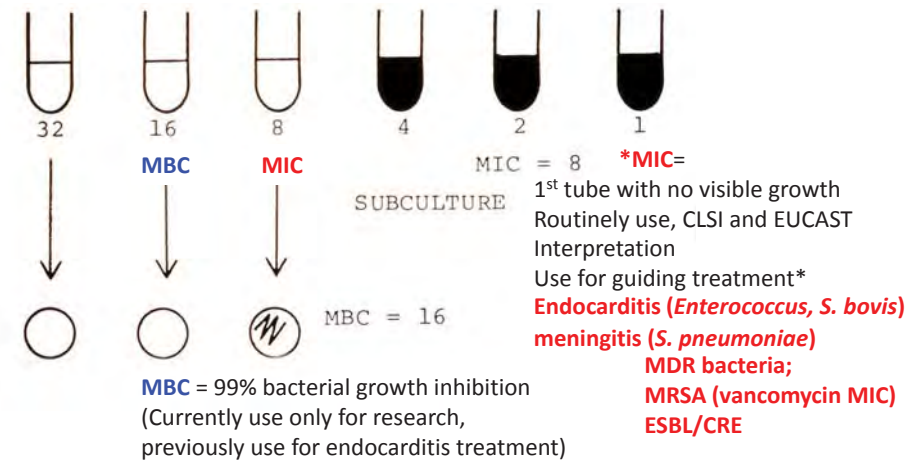 32 16 8 4 2 1
MBC MIC
MIC = 8
*MIC=
SUBCULTURE
1st tube with no visible growth
Routinely use, CLSI and EUCAST
Interpretation
Use for guiding treatment*
Endocarditis (Enterococcus, S. bovis)
meningitis (S. pneumoniae)
MDR bacteria;
MRSA (vancomycin MIC)
ESBL/CRE
MBC = 16
MBC = 99% bacterial growth inhibition
(Currently use only for research,
previously use for endocarditis treatment)